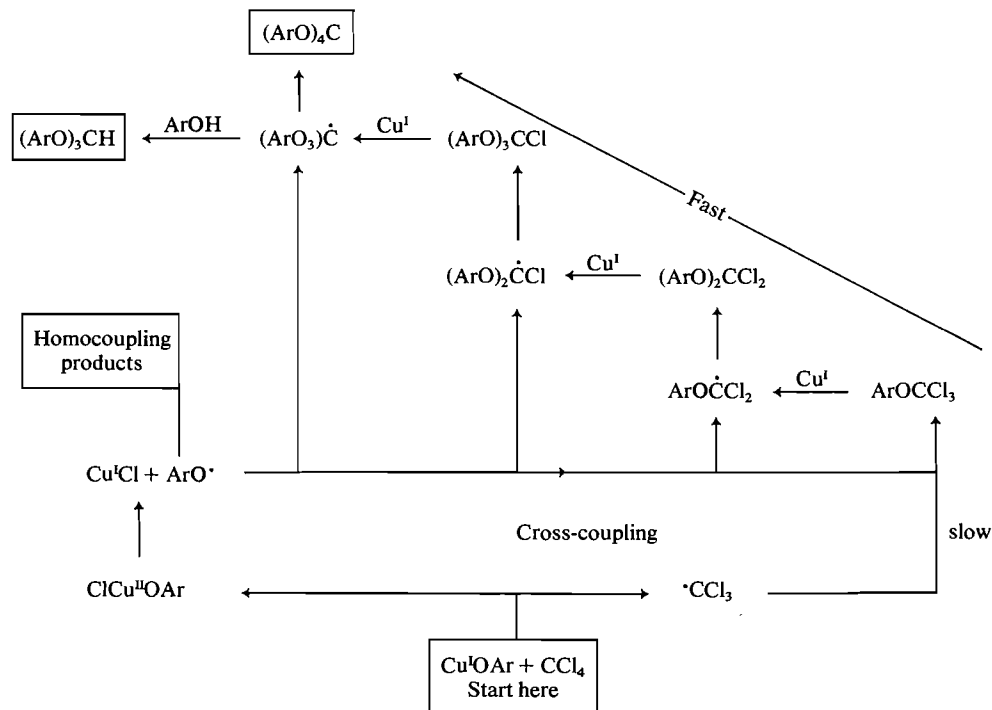 (ArO)₄C
(ArO)₃CH
ArOH
(ArO₃)Ċ
Cuᴵ
(ArO)₃CCl
Fast
(ArO)₂ĊCl
Cuᴵ
(ArO)₂CCl₂
Homocoupling
products
ArOĊCl₂
Cuᴵ
ArOCCl₃
CuᴵCl + ArO•
Cross-coupling
slow
ClCuᴵᴵOAr
•CCl₃
CuᴵOAr + CCl₄
Start here